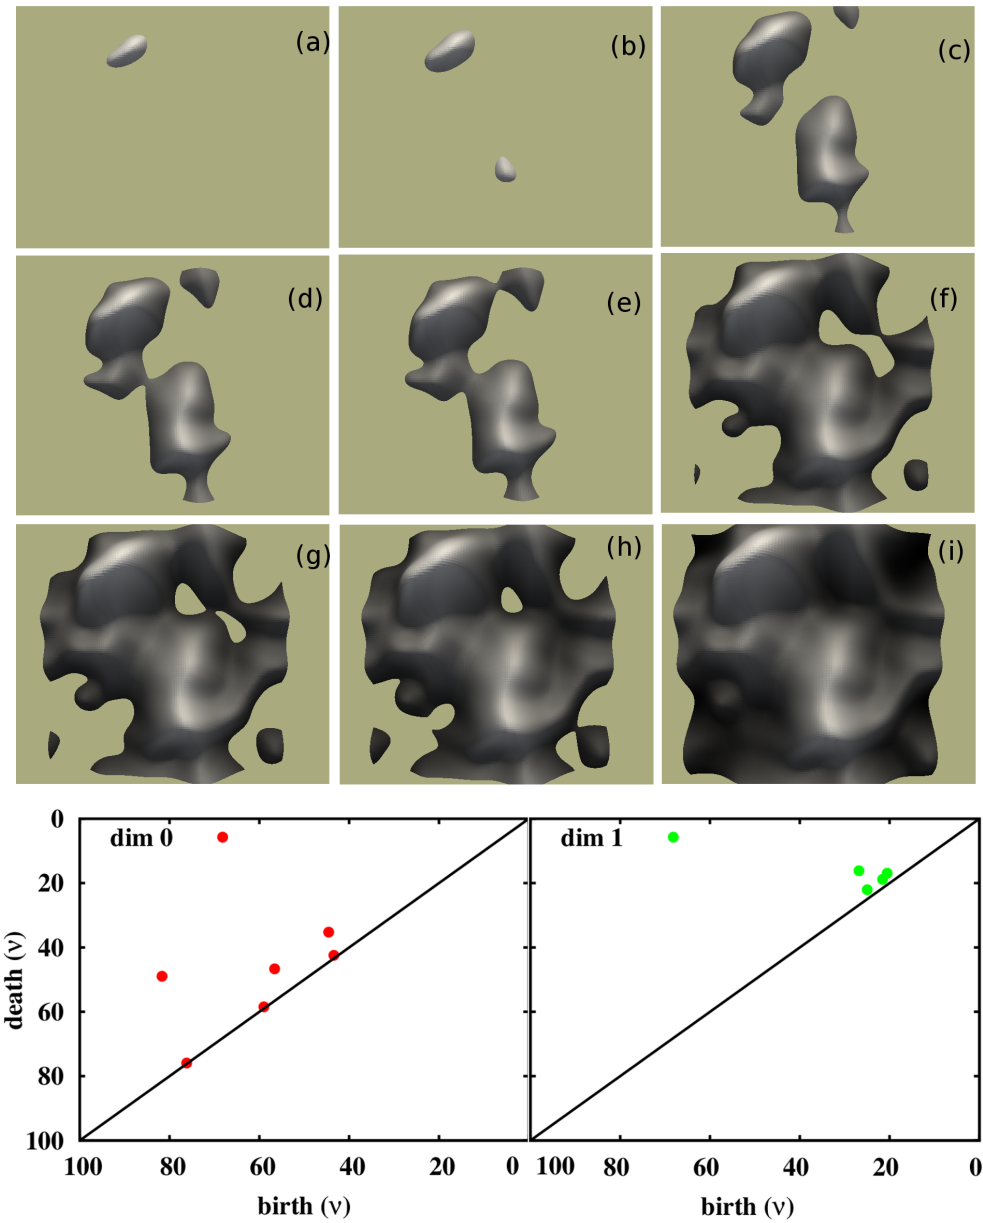 (a)
(b)
(c)
(d)
(e)
(f)
(g)
(h)
(i)
dim 0
dim 1
0
20
40
60
80
100
death (ν)
100 80 60 40 20 0
100 80 60 40 20 0
birth (ν)
birth (ν)